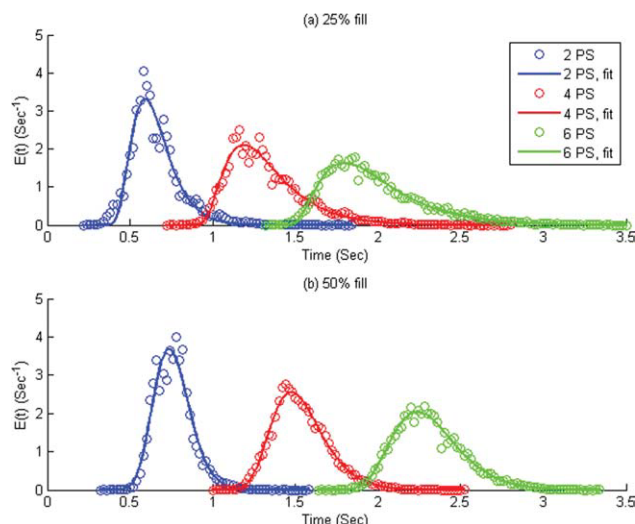 (a) 25% fill
5
4
3
2
1
0
E(t) (Sec⁻¹)
0 0.5 1 1.5 2 2.5 3 3.5
Time (Sec)
2 PS
2 PS, fit
4 PS
4 PS, fit
6 PS
6 PS, fit
(b) 50% fill
5
4
3
2
1
0
E(t) (Sec⁻¹)
0 0.5 1 1.5 2 2.5 3 3.5
Time (Sec)